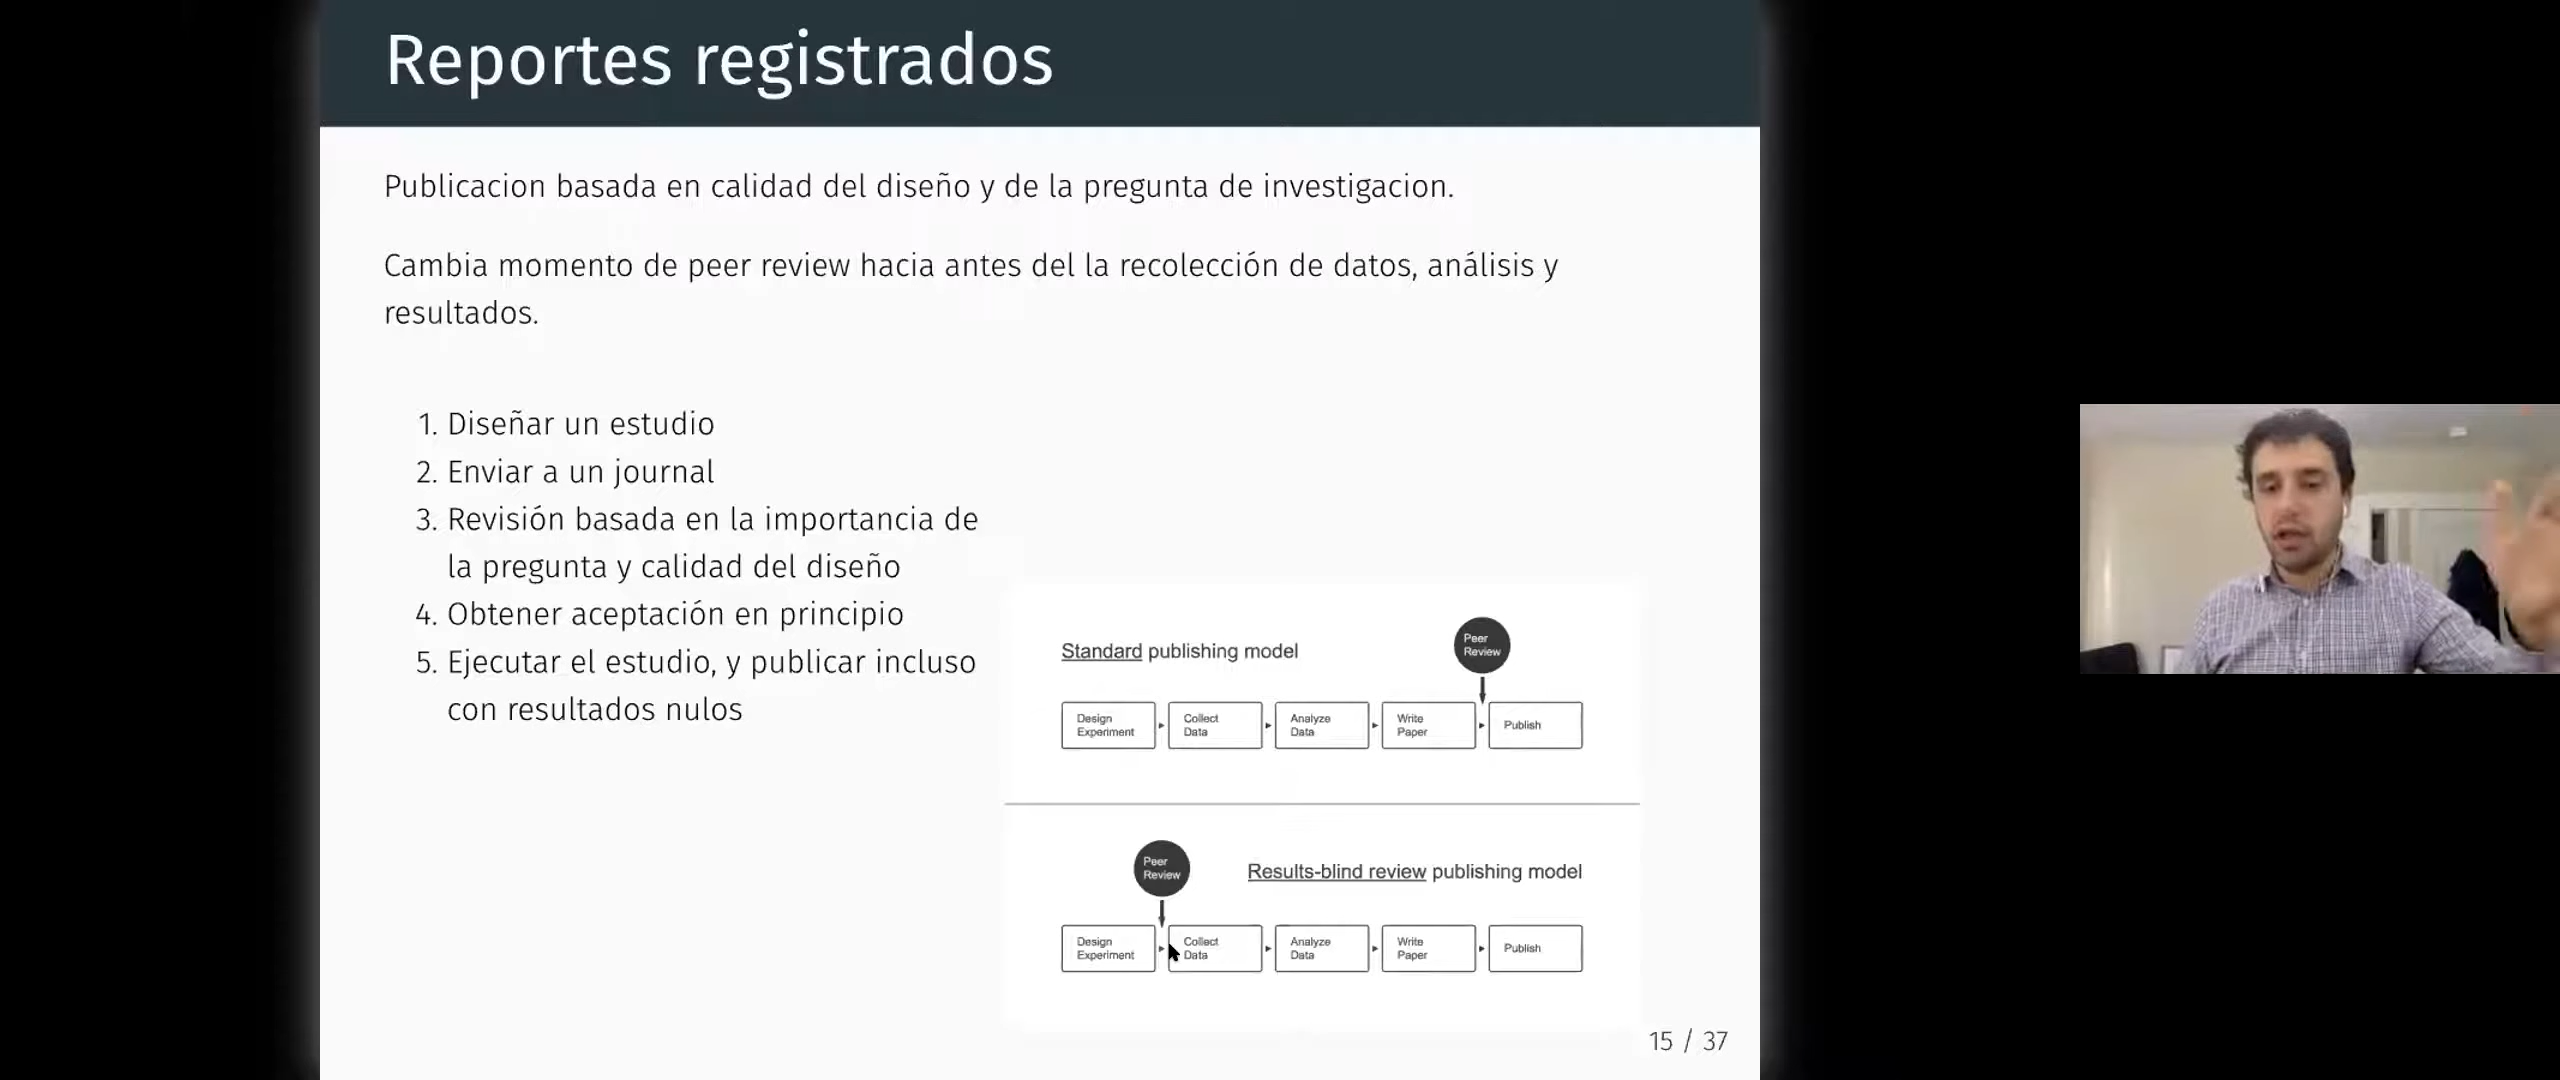 Reportes registrados
Publicacion basada en calidad del diseño y de la pregunta de investigacion.
Cambia momento de peer review hacia antes del la recolección de datos, análisis y
resultados.
1. Diseñar un estudio
2. Enviar a un journal
3. Revisión basada en la importancia de
la pregunta y calidad del diseño
4. Obtener aceptación en principio
5. Ejecutar el estudio, y publicar incluso
con resultados nulos
Standard publishing model
Peer
Review
Design
Experiment
Collect
Data
Analyze
Data
Write
Paper
Publish
Peer
Review
Results-blind review publishing model
Design
Experiment
Collect
Data
Analyze
Data
Write
Paper
Publish
15 / 37